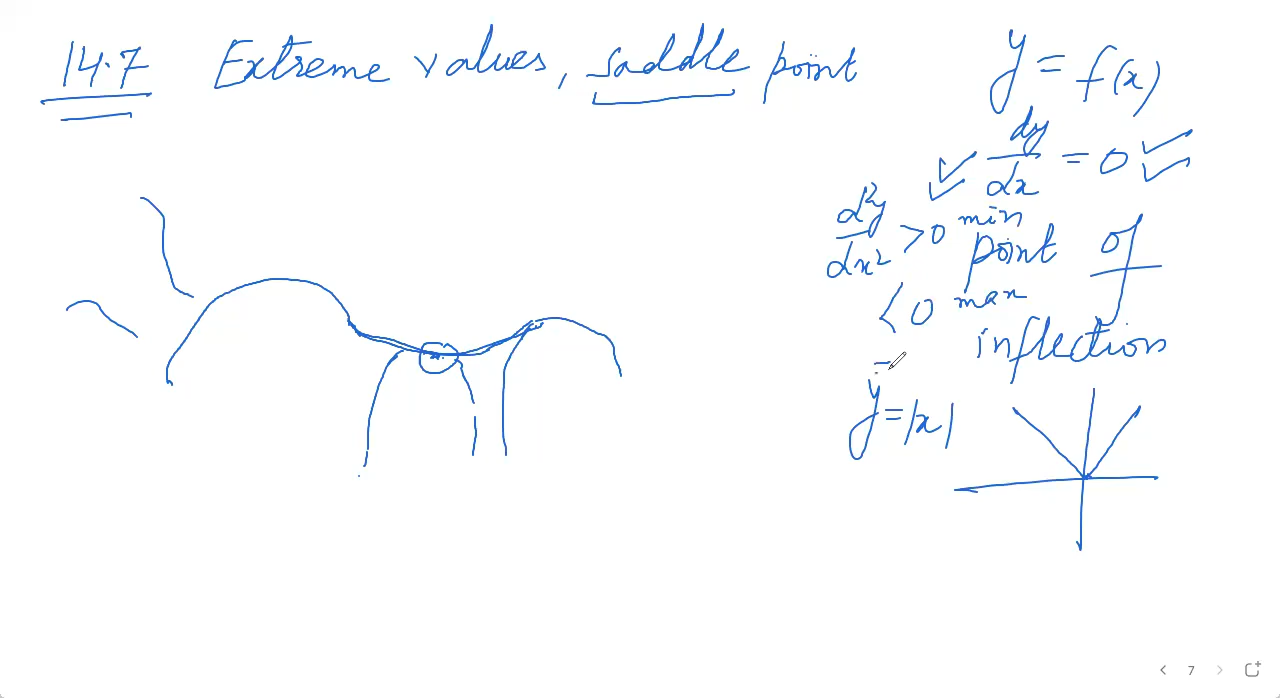 14.7 Extreme values, saddle point
y = f(x)
dy/dx = 0
d²y/dx² > 0 min
point of
< 0 max
inflection
=
y = |x|
7